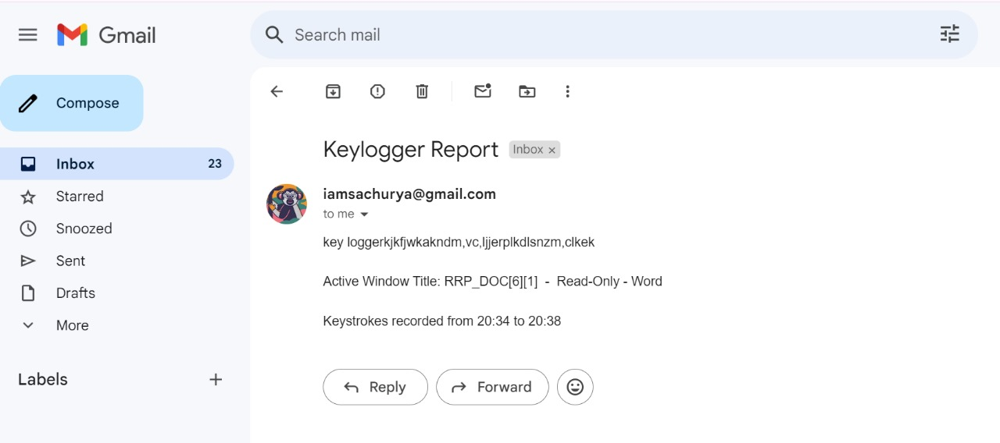 Gmail
Search mail
Compose
Inbox 23
Starred
Snoozed
Sent
Drafts
More
Labels
Keylogger Report Inbox x
iamsachurya@gmail.com
to me
key loggerkjkfjwkakndm,vc,ljjerplkdlsnzm,clkek
Active Window Title: RRP_DOC[6][1]  -  Read-Only - Word
Keystrokes recorded from 20:34 to 20:38
Reply Forward